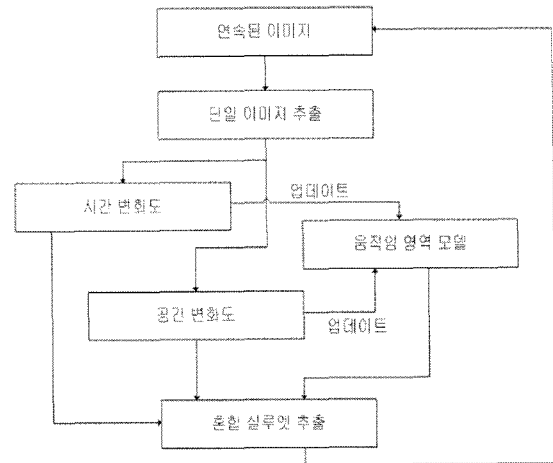 연속된 이미지
단일 이미지 추출
시간 변화도
업데이트
움직임 영역 모델
공간 변화도
업데이트
혼합 실루엣 추출